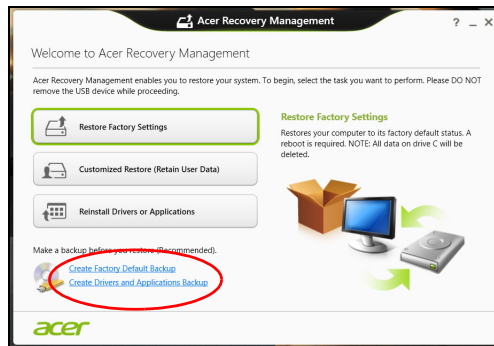 Acer Recovery Management
? _ X
Welcome to Acer Recovery Management
Acer Recovery Management enables you to restore your system. To begin, select the task you want to perform. Please DO NOT
remove the USB device while proceeding.
Restore Factory Settings
Customized Restore (Retain User Data)
Reinstall Drivers or Applications
Restore Factory Settings
Restores your computer to its factory default status. A
reboot is required. NOTE: All data on drive C will be
deleted.
Make a backup before you restore (Recommended).
Create Factory Default Backup
Create Drivers and Applications Backup
acer